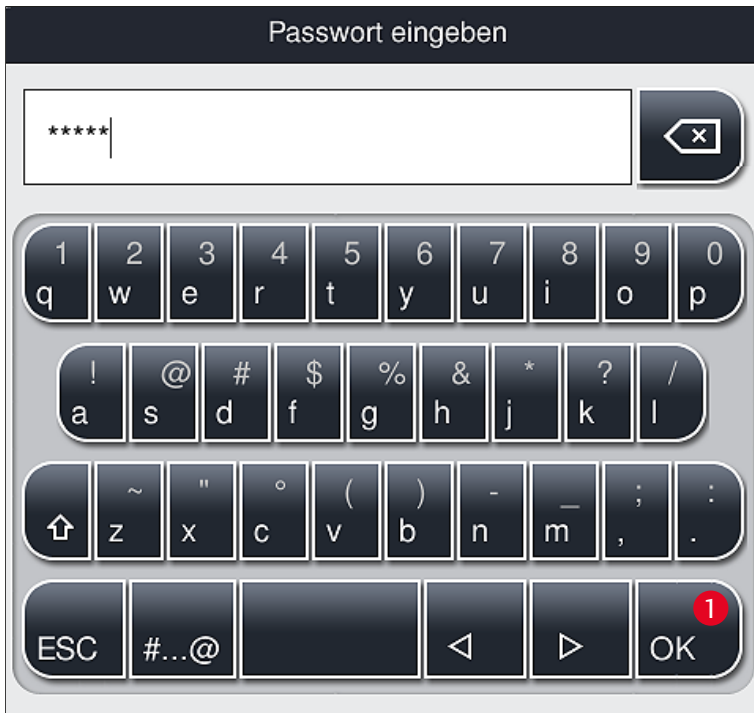 Passwort eingeben
*****
1 2 3 4 5 6 7 8 9 0
q w e r t y u i o p
! @ # $ % & * ? /
a s d f g h j k l
~ " ° ( ) - _ ; :
z x c v b n m , .
1
ESC #...@ OK